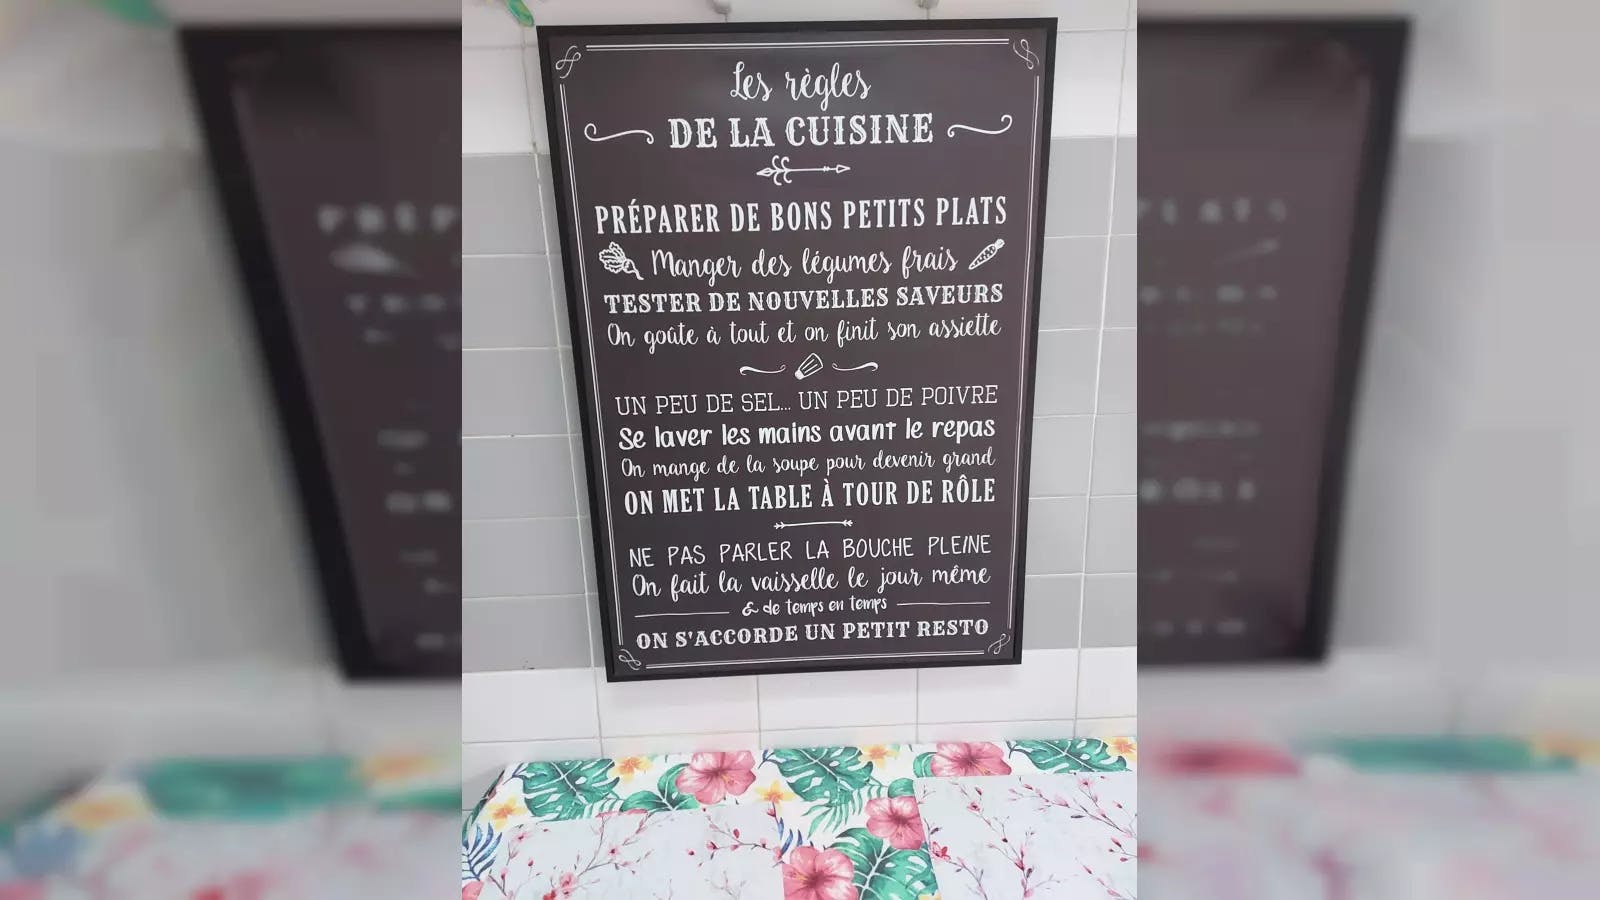 Les règles
DE LA CUISINE
PRÉPARER DE BONS PETITS PLATS
Manger des légumes frais
TESTER DE NOUVELLES SAVEURS
On goûte à tout et on finit son assiette
UN PEU DE SEL... UN PEU DE POIVRE
Se laver les mains avant le repas
On mange de la soupe pour devenir grand
ON MET LA TABLE À TOUR DE RÔLE
NE PAS PARLER LA BOUCHE PLEINE
On fait la vaisselle le jour même
& de temps en temps
ON S'ACCORDE UN PETIT RESTO